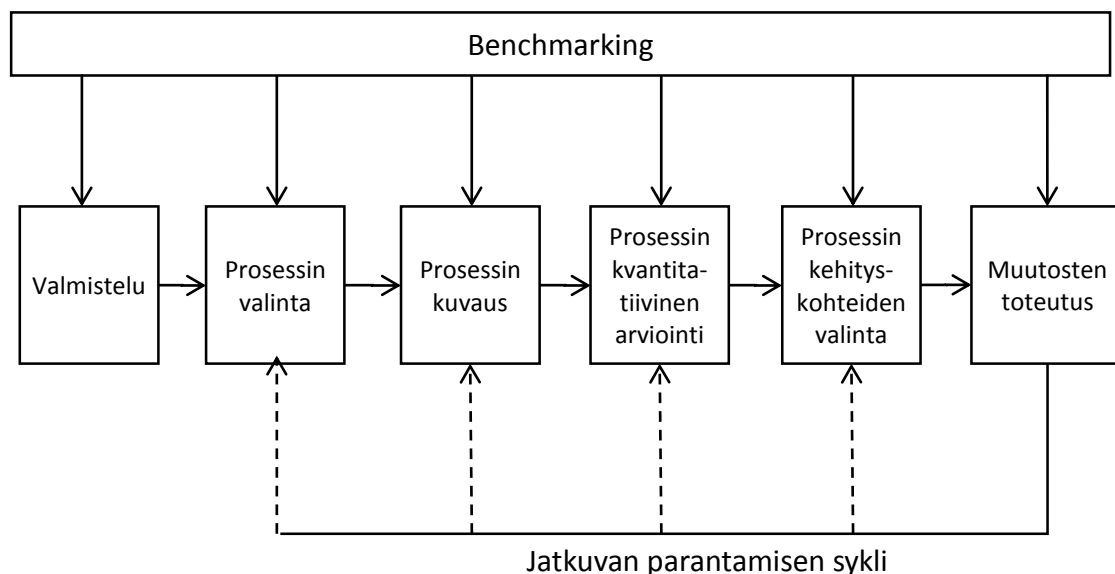 Benchmarking
Valmistelu
Prosessin
valinta
Prosessin
kuvaus
Prosessin
kvantita-
tiivinen
arviointi
Prosessin
kehitys-
kohteiden
valinta
Muutosten
toteutus
Jatkuvan parantamisen sykli